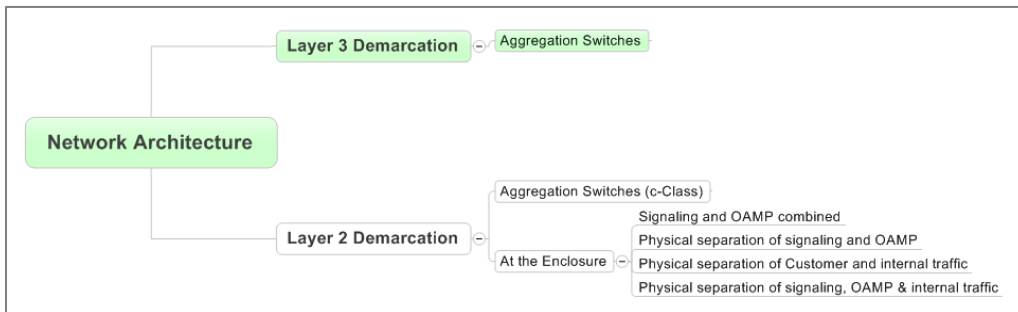 Network Architecture
Layer 3 Demarcation
Aggregation Switches
Layer 2 Demarcation
Aggregation Switches (c-Class)
At the Enclosure
Signaling and OAMP combined
Physical separation of signaling and OAMP
Physical separation of Customer and internal traffic
Physical separation of signaling, OAMP & internal traffic